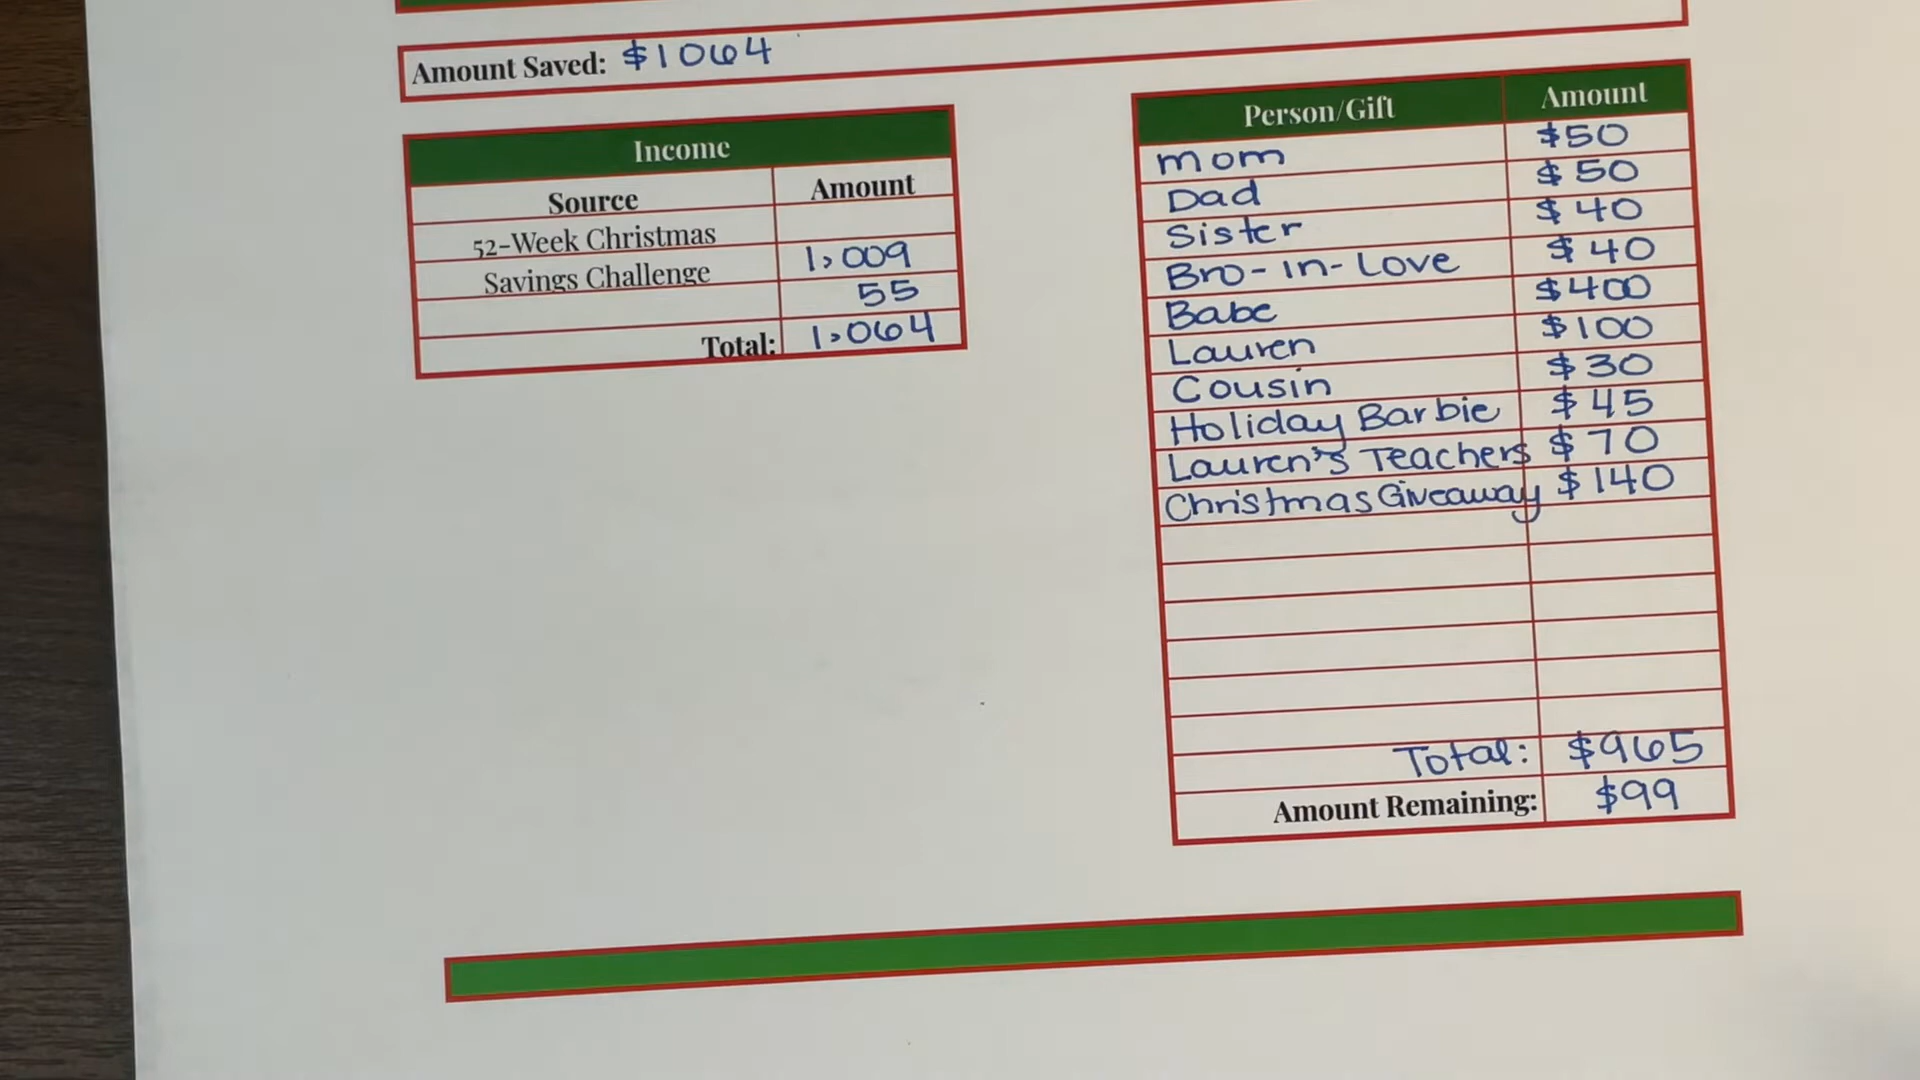 Amount Saved: $1064
Income
Source Amount
52-Week Christmas
Savings Challenge 1,009
55
Total: 1,064
Person/Gift Amount
Mom $50
Dad $50
Sister $40
Bro-in-Love $40
Babe $400
Lauren $100
Cousin $30
Holiday Barbie $45
Lauren's Teachers $70
Christmas Giveaway $140
Total: $965
Amount Remaining: $99